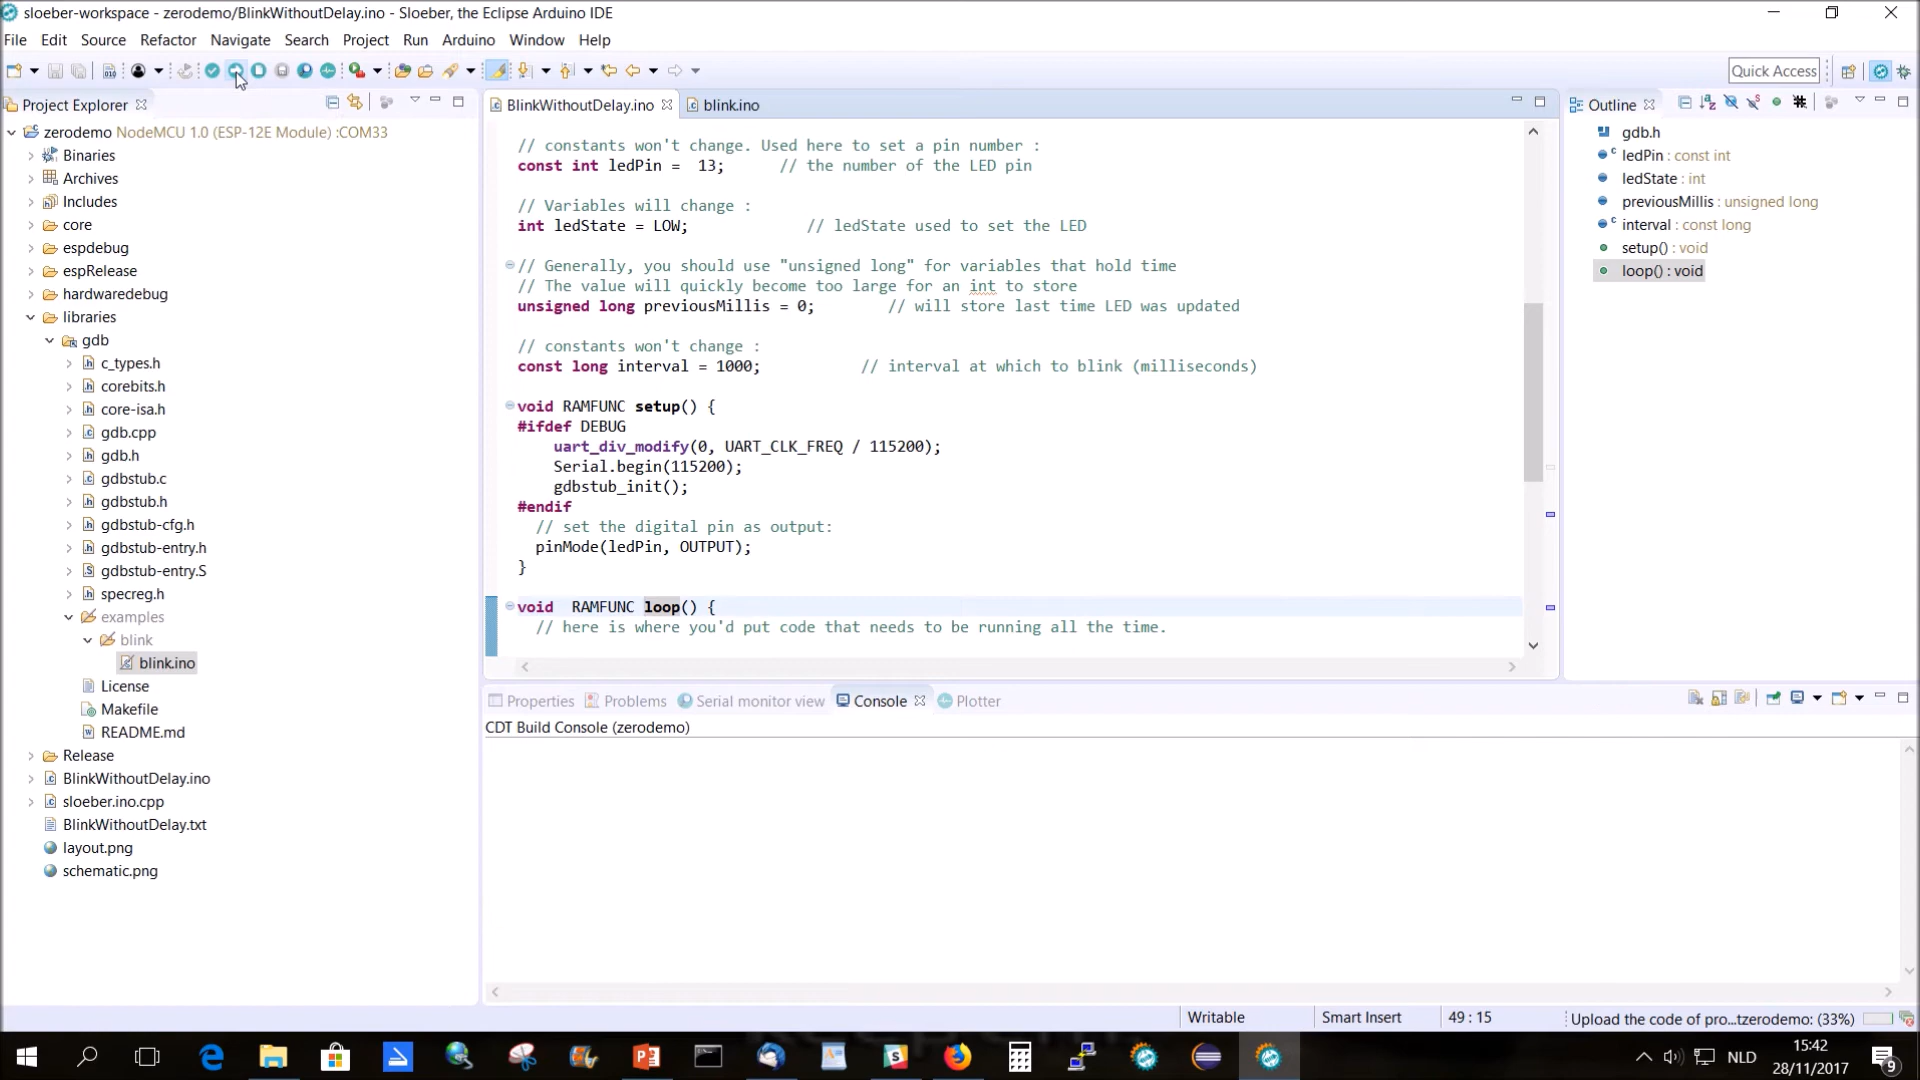 sloeber-workspace - zerodemo/BlinkWithoutDelay.ino - Sloeber, the Eclipse Arduino IDE
File Edit Source Refactor Navigate Search Project Run Arduino Window Help
Quick Access
Project Explorer
zerodemo NodeMCU 1.0 (ESP-12E Module) :COM33
Binaries
Archives
Includes
core
espdebug
espRelease
hardwaredebug
libraries
gdb
c_types.h
corebits.h
core-isa.h
gdb.cpp
gdb.h
gdbstub.c
gdbstub.h
gdbstub-cfg.h
gdbstub-entry.h
gdbstub-entry.S
specreg.h
examples
blink
blink.ino
License
Makefile
README.md
Release
BlinkWithoutDelay.ino
sloeber.ino.cpp
BlinkWithoutDelay.txt
layout.png
schematic.png
BlinkWithoutDelay.ino blink.ino
// constants won't change. Used here to set a pin number :
const int ledPin =  13;      // the number of the LED pin
// Variables will change :
int ledState = LOW;             // ledState used to set the LED
// Generally, you should use "unsigned long" for variables that hold time
// The value will quickly become too large for an int to store
unsigned long previousMillis = 0;        // will store last time LED was updated
// constants won't change :
const long interval = 1000;           // interval at which to blink (milliseconds)
void RAMFUNC setup() {
#ifdef DEBUG
uart_div_modify(0, UART_CLK_FREQ / 115200);
Serial.begin(115200);
gdbstub_init();
#endif
// set the digital pin as output:
pinMode(ledPin, OUTPUT);
}
void  RAMFUNC loop() {
// here is where you'd put code that needs to be running all the time.
Outline
gdb.h
ledPin : const int
ledState : int
previousMillis : unsigned long
interval : const long
setup() : void
loop() : void
Properties Problems Serial monitor view Console Plotter
CDT Build Console (zerodemo)
Writable Smart Insert 49 : 15 Upload the code of pro...tzerodemo: (33%)
NLD
15:42
28/11/2017
9